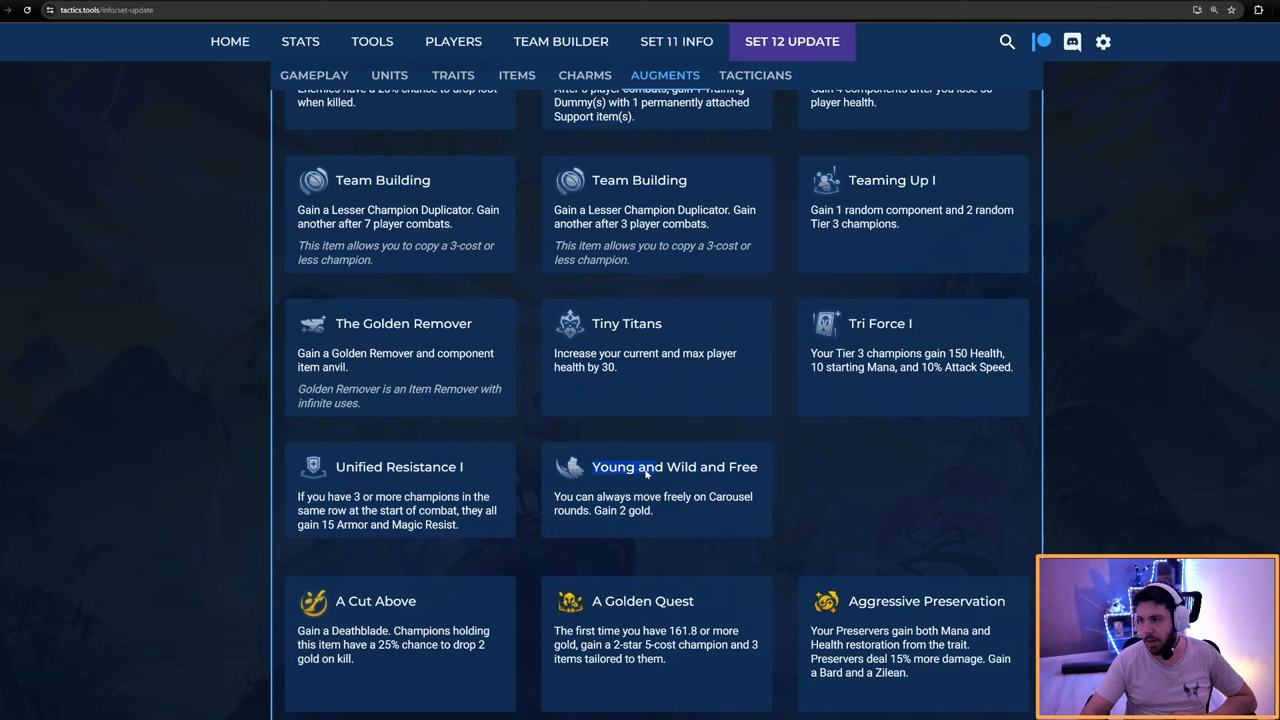 tactics.tools/info/set-update
HOME STATS TOOLS PLAYERS TEAM BUILDER SET 11 INFO SET 12 UPDATE
GAMEPLAY UNITS TRAITS ITEMS CHARMS AUGMENTS TACTICIANS
when killed.
Dummy(s) with 1 permanently attached
Support item(s).
player health.
Team Building
Gain a Lesser Champion Duplicator. Gain
another after 7 player combats.
This item allows you to copy a 3-cost or
less champion.
Team Building
Gain a Lesser Champion Duplicator. Gain
another after 3 player combats.
This item allows you to copy a 3-cost or
less champion.
Teaming Up I
Gain 1 random component and 2 random
Tier 3 champions.
The Golden Remover
Gain a Golden Remover and component
item anvil.
Golden Remover is an Item Remover with
infinite uses.
Tiny Titans
Increase your current and max player
health by 30.
Tri Force I
Your Tier 3 champions gain 150 Health,
10 starting Mana, and 10% Attack Speed.
Unified Resistance I
If you have 3 or more champions in the
same row at the start of combat, they all
gain 15 Armor and Magic Resist.
Young and Wild and Free
You can always move freely on Carousel
rounds. Gain 2 gold.
A Cut Above
Gain a Deathblade. Champions holding
this item have a 25% chance to drop 2
gold on kill.
A Golden Quest
The first time you have 161.8 or more
gold, gain a 2-star 5-cost champion and 3
items tailored to them.
Aggressive Preservation
Your Preservers gain both Mana and
Health restoration from the trait.
Preservers deal 15% more damage. Gain
a Bard and a Zilean.